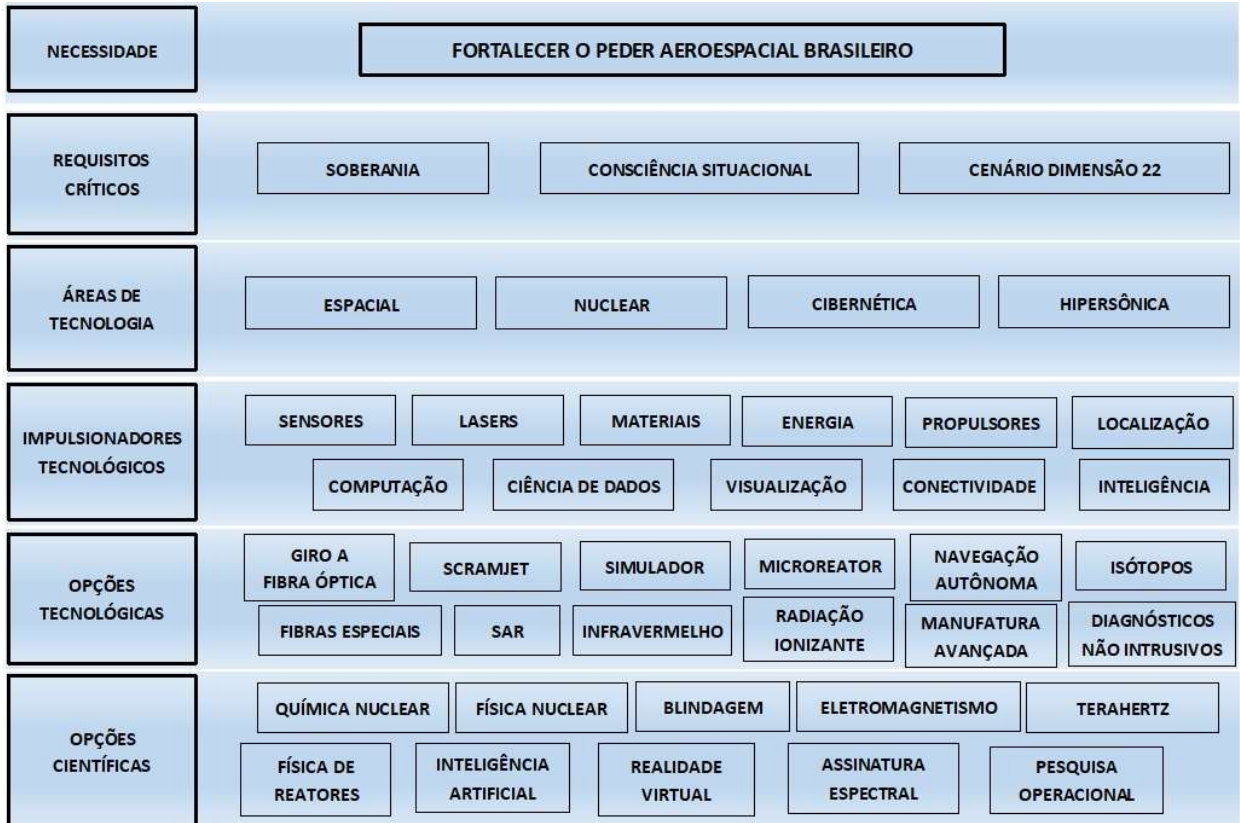 NECESSIDADE
FORTALECER O PEDER AEROESPACIAL BRASILEIRO
REQUISITOS
CRÍTICOS
SOBERANIA
CONSCIÊNCIA SITUACIONAL
CENÁRIO DIMENSÃO 22
ÁREAS DE
TECNOLOGIA
ESPACIAL
NUCLEAR
CIBERNÉTICA
HIPERSÔNICA
IMPULSIONADORES
TECNOLÓGICOS
SENSORES
LASERS
MATERIAIS
ENERGIA
PROPULSORES
LOCALIZAÇÃO
COMPUTAÇÃO
CIÊNCIA DE DADOS
VISUALIZAÇÃO
CONECTIVIDADE
INTELIGÊNCIA
OPÇÕES
TECNOLÓGICAS
GIRO A
FIBRA ÓPTICA
SCRAMJET
SIMULADOR
MICROREATOR
NAVEGAÇÃO
AUTÔNOMA
ISÓTOPOS
FIBRAS ESPECIAIS
SAR
INFRAVERMELHO
RADIAÇÃO
IONIZANTE
MANUFATURA
AVANÇADA
DIAGNÓSTICOS
NÃO INTRUSIVOS
OPÇÕES
CIENTÍFICAS
QUÍMICA NUCLEAR
FÍSICA NUCLEAR
BLINDAGEM
ELETROMAGNETISMO
TERAHERTZ
FÍSICA DE
REATORES
INTELIGÊNCIA
ARTIFICIAL
REALIDADE
VIRTUAL
ASSINATURA
ESPECTRAL
PESQUISA
OPERACIONAL